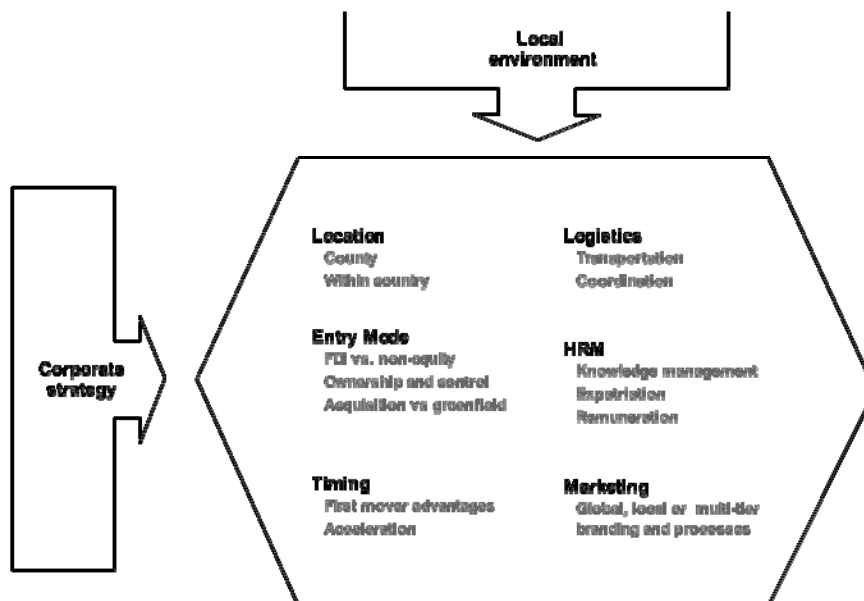 Local
environment
Corporate
strategy
Location
County
Within country
Entry Mode
FDI vs. non-equity
Ownership and control
Acquisition vs greenfield
Timing
First mover advantages
Acceleration
Logistics
Transportation
Coordination
HRM
Knowledge management
Expatriation
Remuneration
Marketing
Global, local or multi-tier
branding and processes